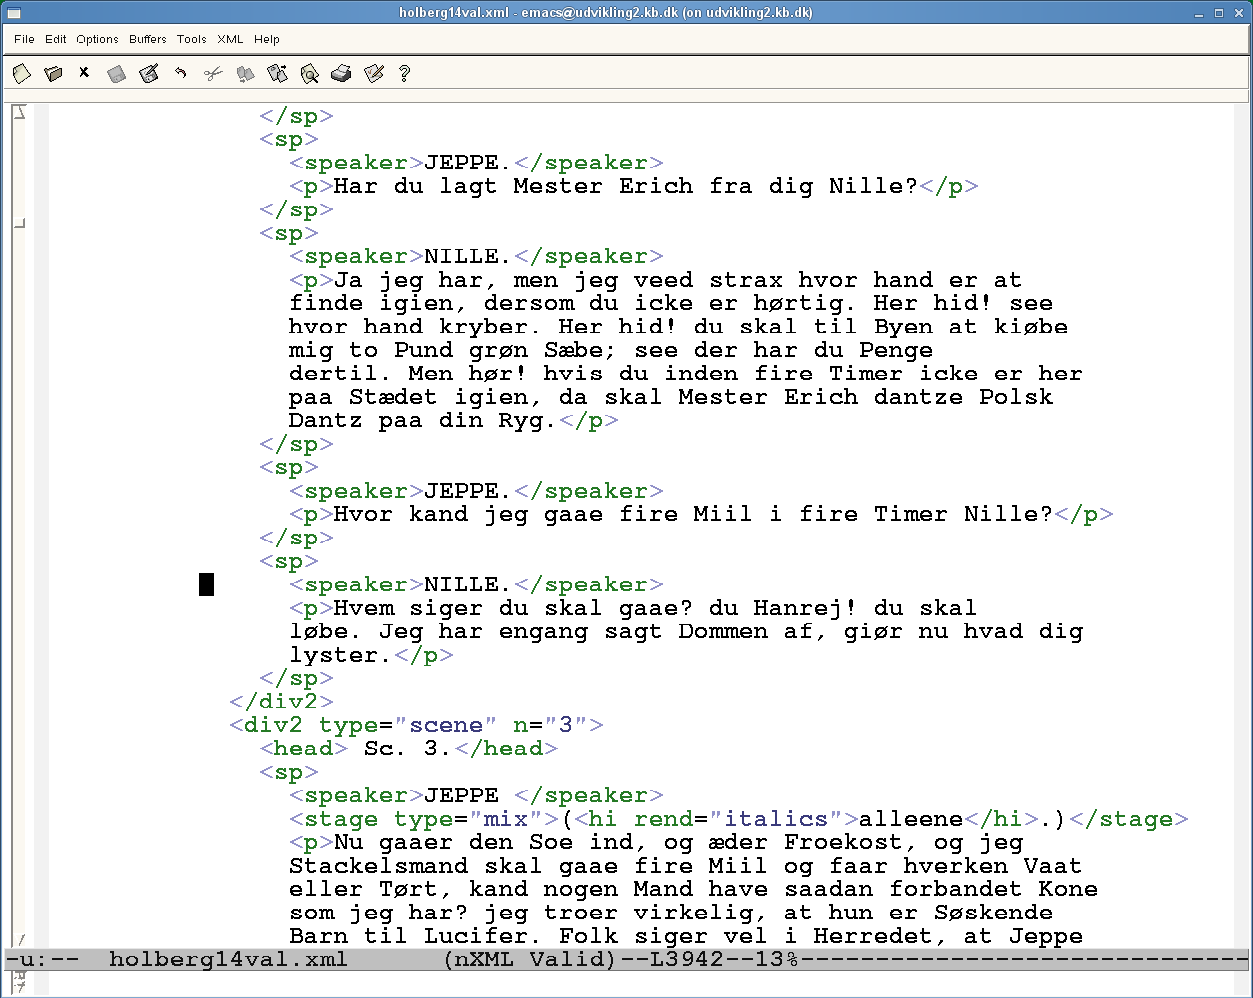 holberg14val.xml - emacs@udvikling2.kb.dk (on udvikling2.kb.dk)
File Edit Options Buffers Tools XML Help
</sp>
<sp>
<speaker>JEPPE.</speaker>
<p>Har du lagt Mester Erich fra dig Nille?</p>
</sp>
<sp>
<speaker>NILLE.</speaker>
<p>Ja jeg har, men jeg veed strax hvor hand er at
finde igien, dersom du icke er hørtig. Her hid! see
hvor hand kryber. Her hid! du skal til Byen at kiøbe
mig to Pund grøn Sæbe; see der har du Penge
dertil. Men hør! hvis du inden fire Timer icke er her
paa Stædet igien, da skal Mester Erich dantze Polsk
Dantz paa din Ryg.</p>
</sp>
<sp>
<speaker>JEPPE.</speaker>
<p>Hvor kand jeg gaae fire Miil i fire Timer Nille?</p>
</sp>
<sp>
<speaker>NILLE.</speaker>
<p>Hvem siger du skal gaae? du Hanrej! du skal
løbe. Jeg har engang sagt Dommen af, giør nu hvad dig
lyster.</p>
</sp>
</div2>
<div2 type="scene" n="3">
<head> Sc. 3.</head>
<sp>
<speaker>JEPPE </speaker>
<stage type="mix">(<hi rend="italics">alleene</hi>.)</stage>
<p>Nu gaaer den Soe ind, og æder Froekost, og jeg
Stackelsmand skal gaae fire Miil og faar hverken Vaat
eller Tørt, kand nogen Mand have saadan forbandet Kone
som jeg har? jeg troer virkelig, at hun er Søskende
Barn til Lucifer. Folk siger vel i Herredet, at Jeppe
-u:-- holberg14val.xml (nXML Valid)--L3942--13%------------------------------